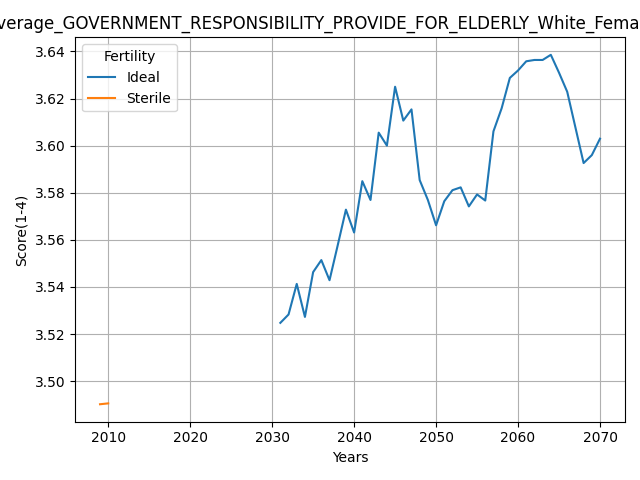 verage_GOVERNMENT_RESPONSIBILITY_PROVIDE_FOR_ELDERLY_White_Fema
Fertility
Ideal
Sterile
Score(1-4)
3.64
3.62
3.60
3.58
3.56
3.54
3.52
3.50
2010 2020 2030 2040 2050 2060 2070
Years